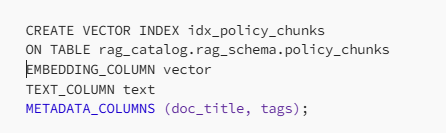 CREATE VECTOR INDEX idx_policy_chunks
ON TABLE rag_catalog.rag_schema.policy_chunks
EMBEDDING_COLUMN vector
TEXT_COLUMN text
METADATA_COLUMNS (doc_title, tags);